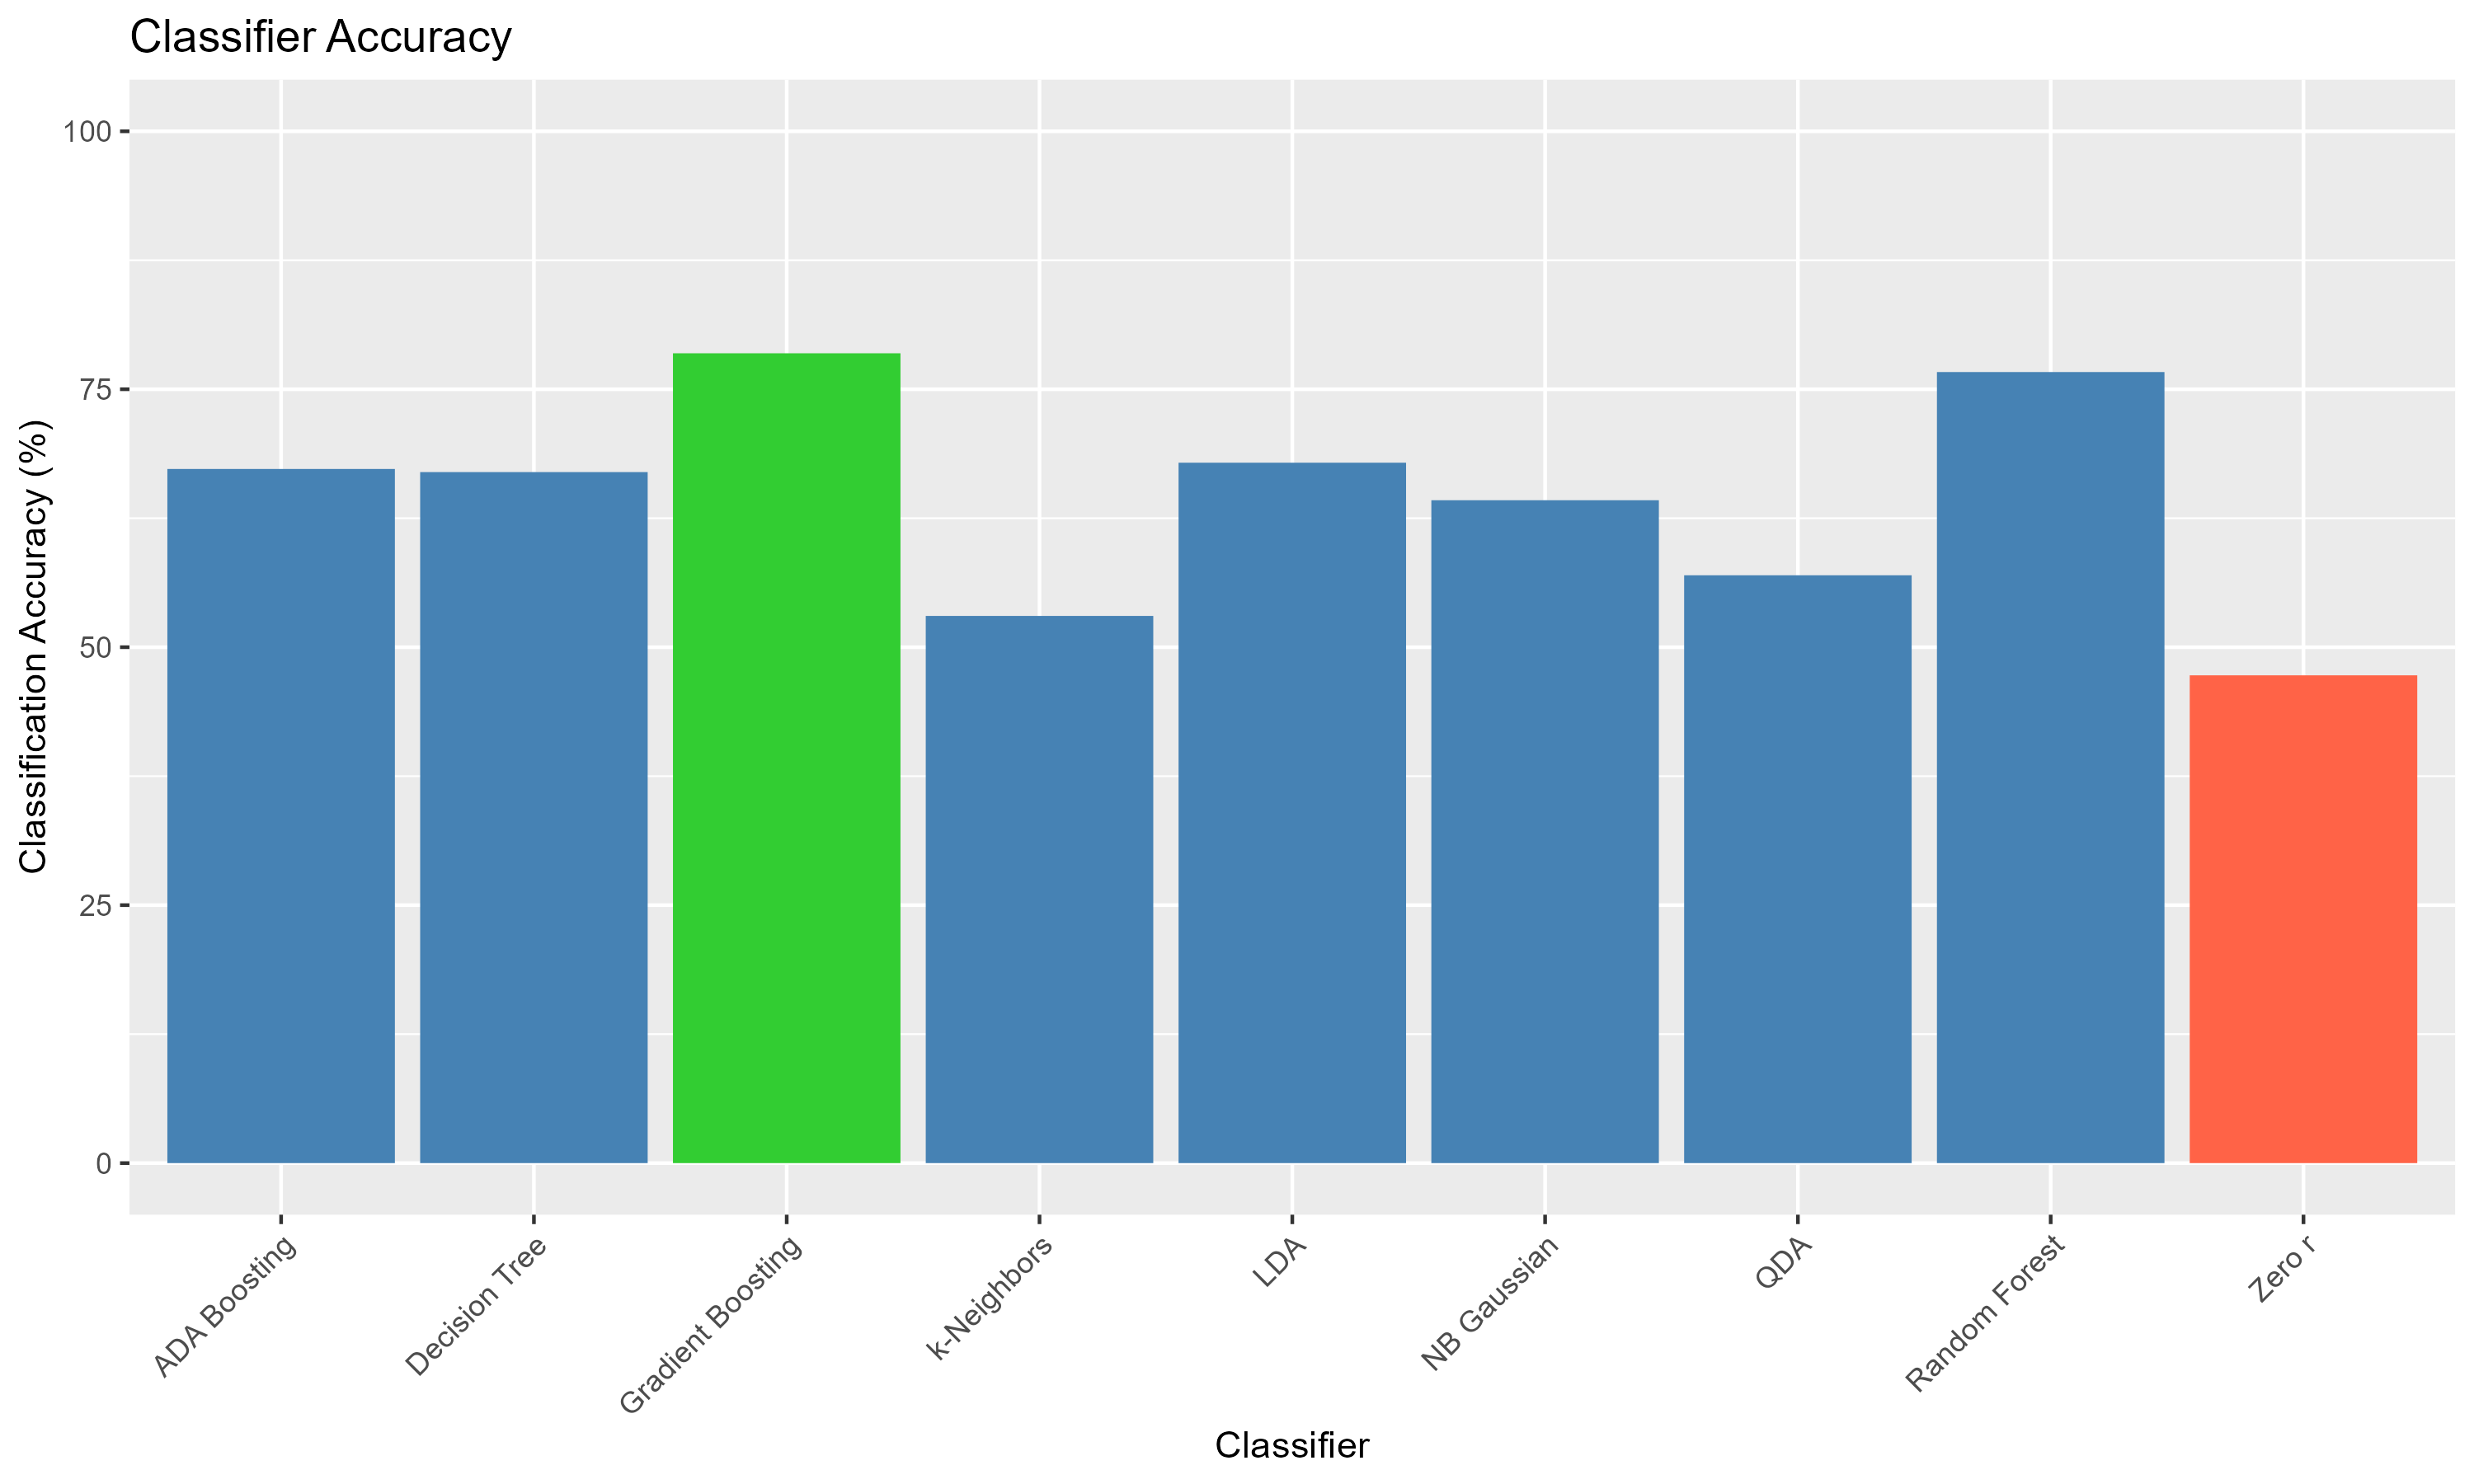 Classifier Accuracy
Classification Accuracy (%)
100
75
50
25
0
ADA Boosting
Decision Tree
Gradient Boosting
k-Neighbors
LDA
NB Gaussian
QDA
Random Forest
Zero r
Classifier